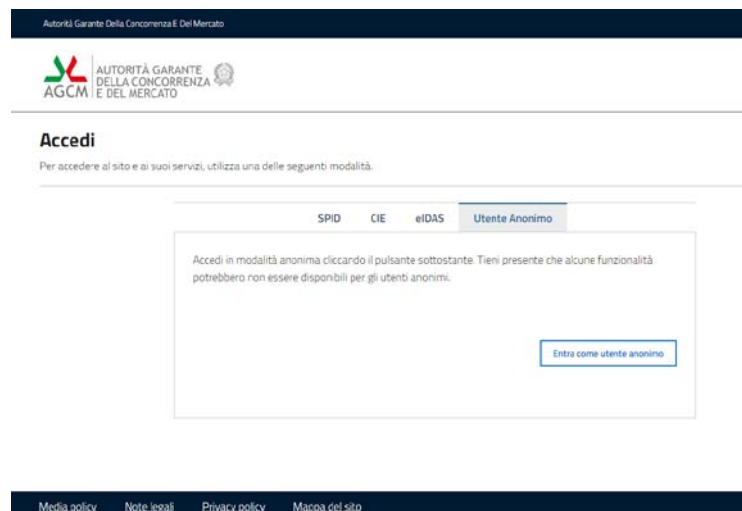 Autorità Garante Della Concorrenza E Del Mercato
AGCM
AUTORITÀ GARANTE
DELLA CONCORRENZA
E DEL MERCATO
Accedi
Per accedere al sito e ai suoi servizi, utilizza una delle seguenti modalità.
SPID CIE eIDAS Utente Anonimo
Accedi in modalità anonima cliccando il pulsante sottostante. Tieni presente che alcune funzionalità
potrebbero non essere disponibili per gli utenti anonimi.
Entra come utente anonimo
Media policy Note legali Privacy policy Mappa del sito